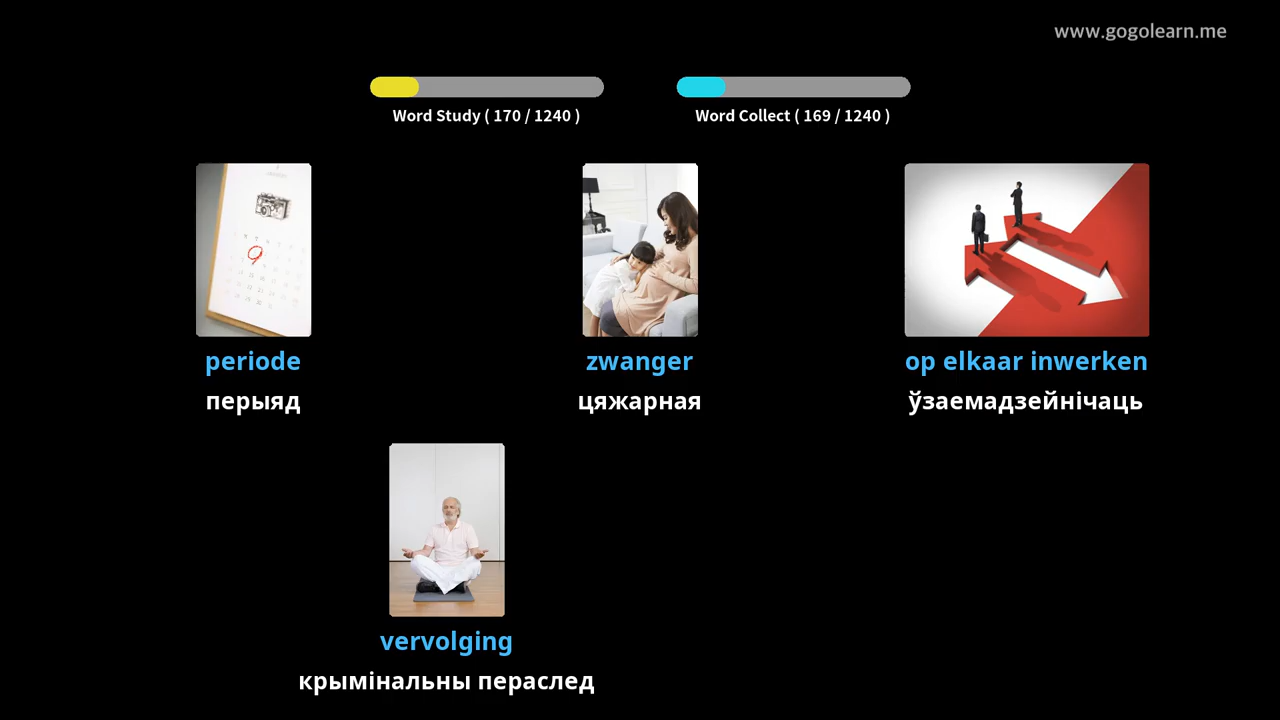 www.gogolearn.me
Word Study ( 170 / 1240 )
Word Collect ( 169 / 1240 )
periode
zwanger
op elkaar inwerken
перыяд
цяжарная
ўзаемадзейнічаць
vervolging
крымінальны пераслед